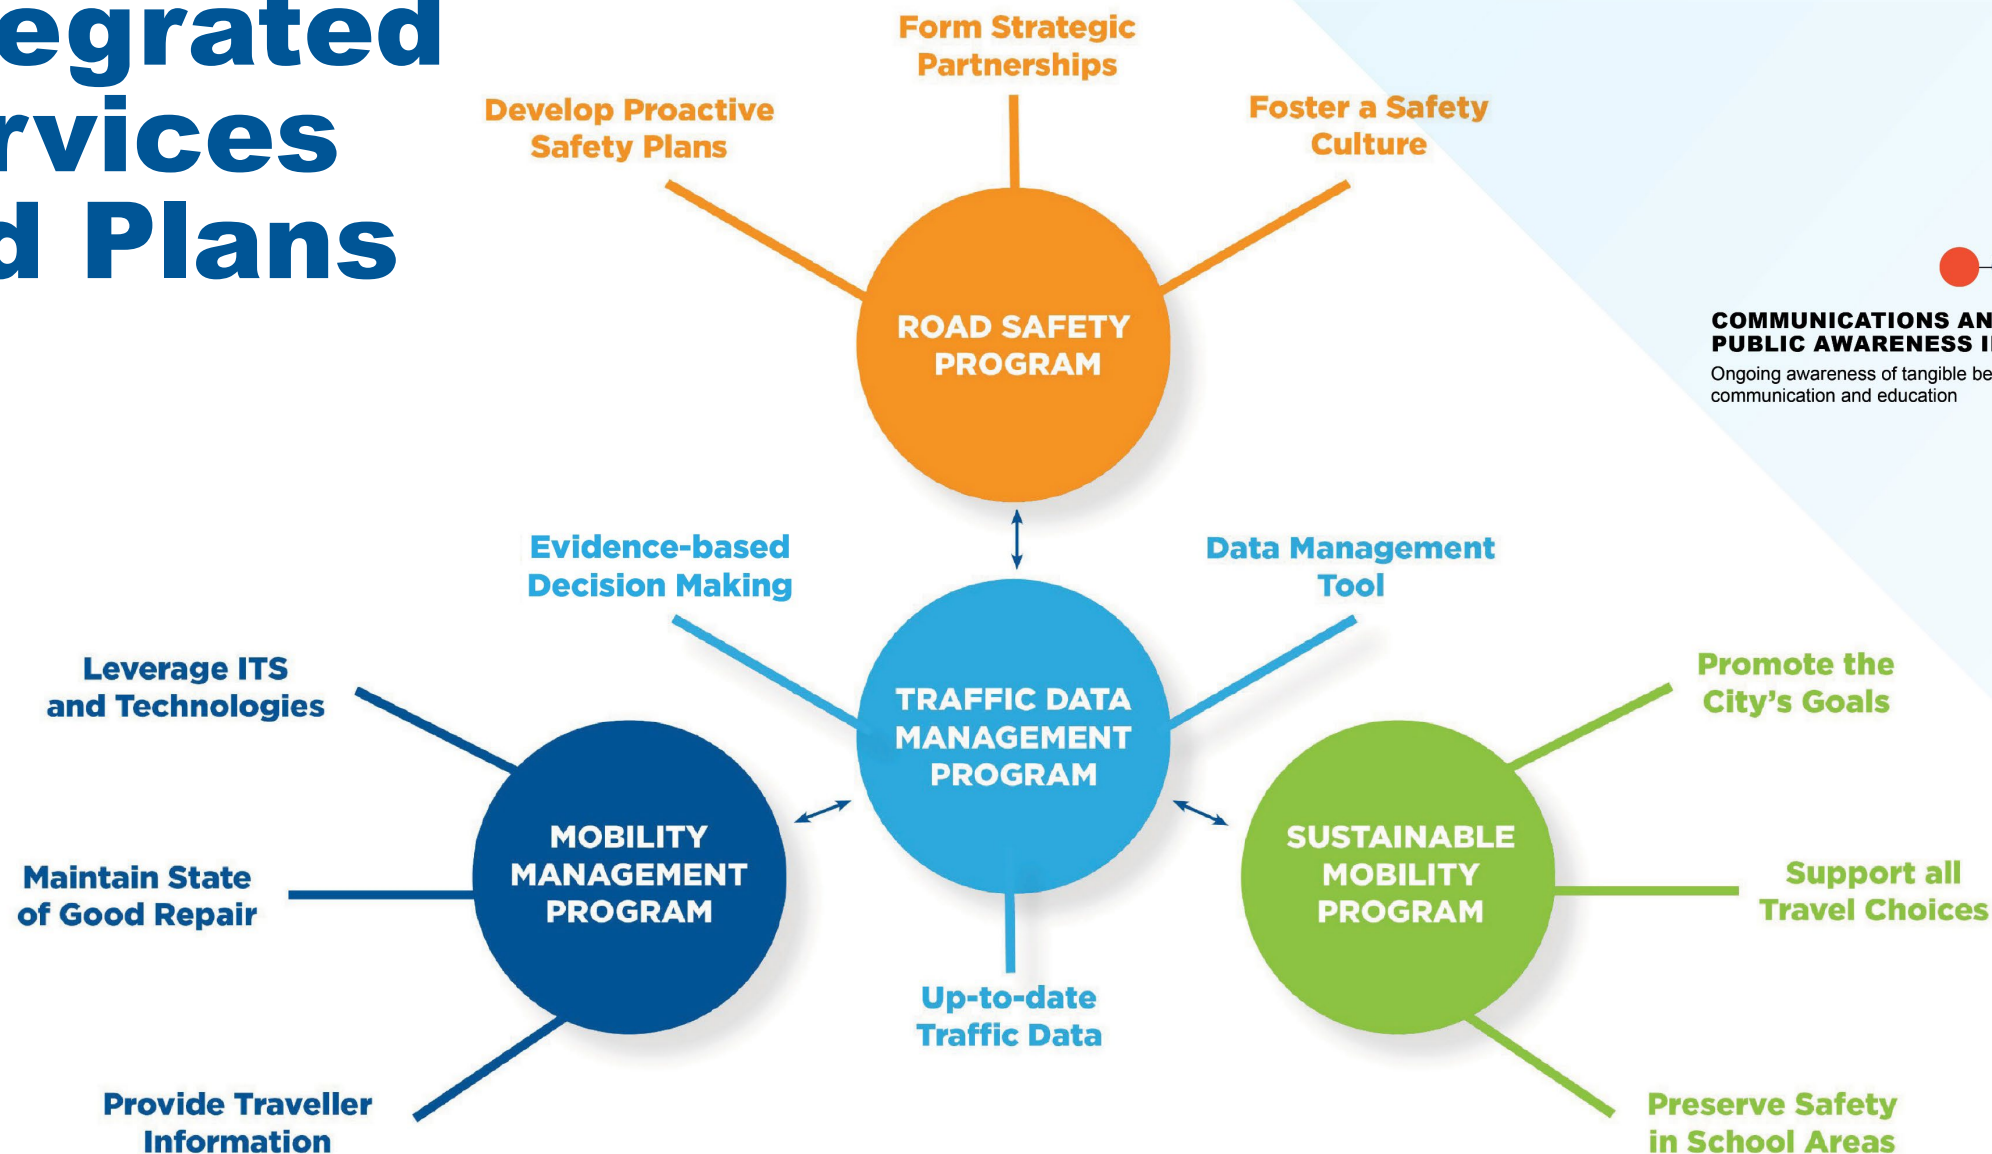 egrated
rvices
d Plans
Form Strategic
Partnerships
Develop Proactive
Safety Plans
Foster a Safety
Culture
ROAD SAFETY
PROGRAM
COMMUNICATIONS AN
PUBLIC AWARENESS I
Ongoing awareness of tangible be
communication and education
Evidence-based
Decision Making
Data Management
Tool
TRAFFIC DATA
MANAGEMENT
PROGRAM
Up-to-date
Traffic Data
Leverage ITS
and Technologies
Maintain State
of Good Repair
Provide Traveller
Information
MOBILITY
MANAGEMENT
PROGRAM
SUSTAINABLE
MOBILITY
PROGRAM
Promote the
City's Goals
Support all
Travel Choices
Preserve Safety
in School Areas